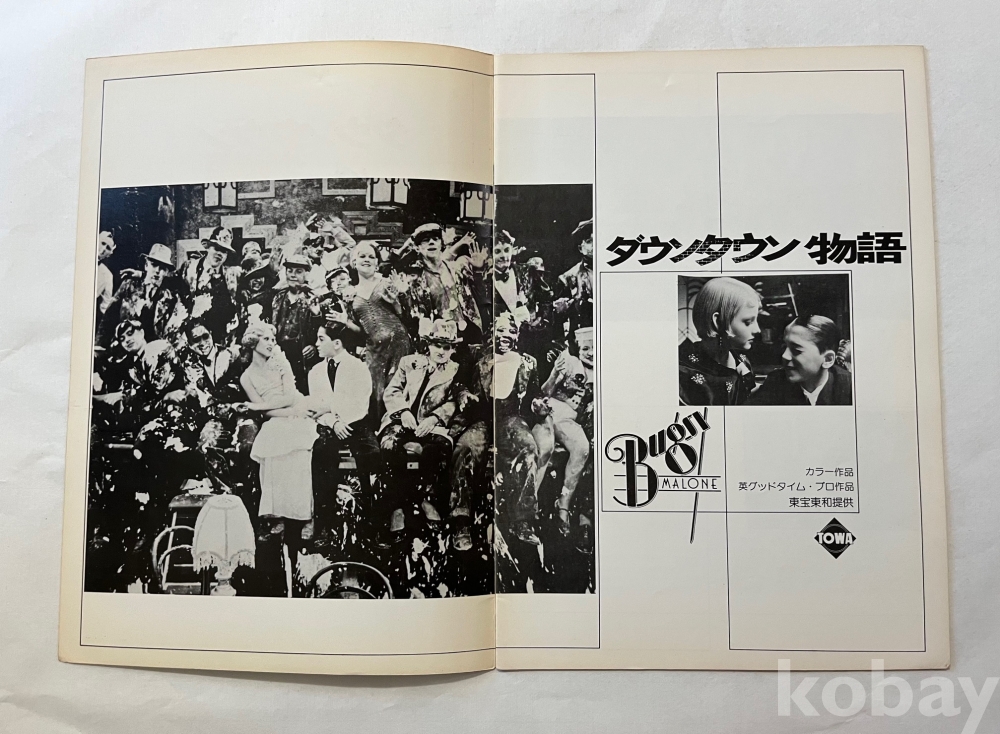 ダウンタウン物語
Bugsy
MALONE
カラー作品
英グッドタイム・プロ作品
東宝東和提供
TOWA
kobay